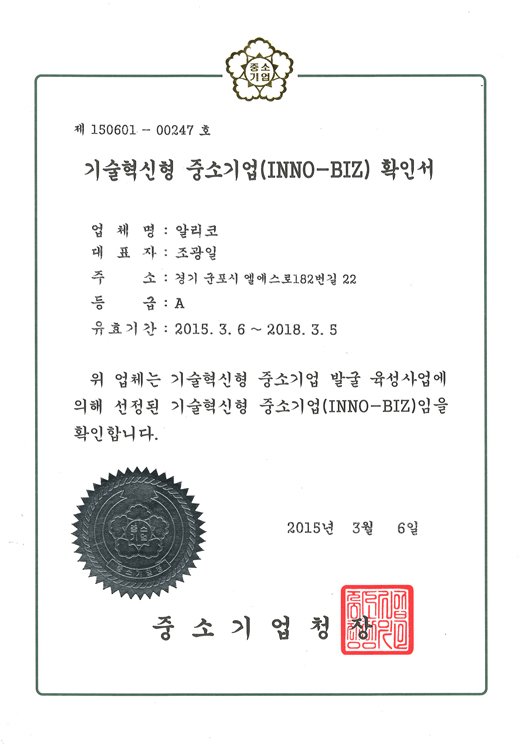 중소
기업
제 150601 - 00247 호
기술혁신형 중소기업(INNO-BIZ) 확인서
업 체 명 : 알리코
대 표 자 : 조광일
주 소 : 경기 군포시 엘에스로182번길 22
등 급 : A
유효기간 : 2015. 3. 6 ~ 2018. 3. 5
위 업체는 기술혁신형 중소기업 발굴 육성사업에
의해 선정된 기술혁신형 중소기업(INNO-BIZ)임을
확인합니다.
중소
기업
2015년 3월 6일
중 소 기 업 청 장